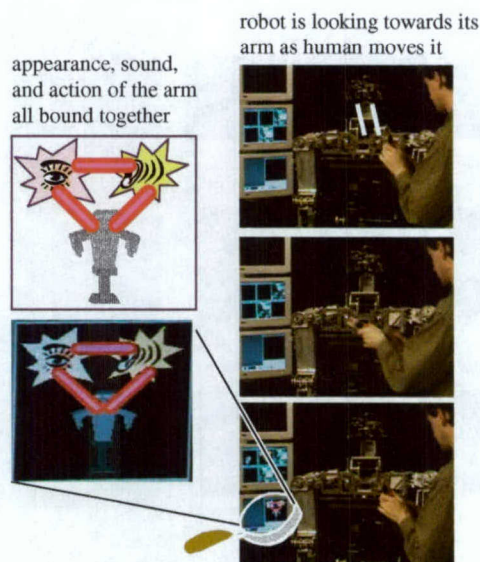 robot is looking towards its
arm as human moves it
appearance, sound,
and action of the arm
all bound together